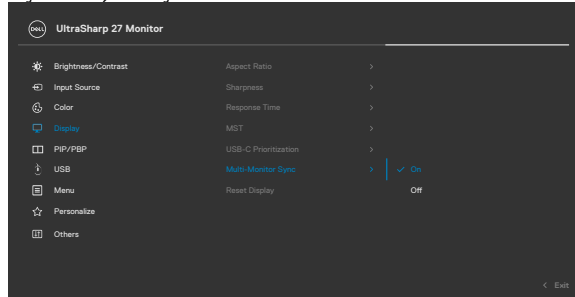 DELL UltraSharp 27 Monitor
Brightness/Contrast Aspect Ratio >
Input Source Sharpness >
Color Response Time >
Display MST >
PIP/PBP USB-C Prioritization >
USB Multi-Monitor Sync > ✓ On
Menu Reset Display Off
Personalize
Others
< Exit